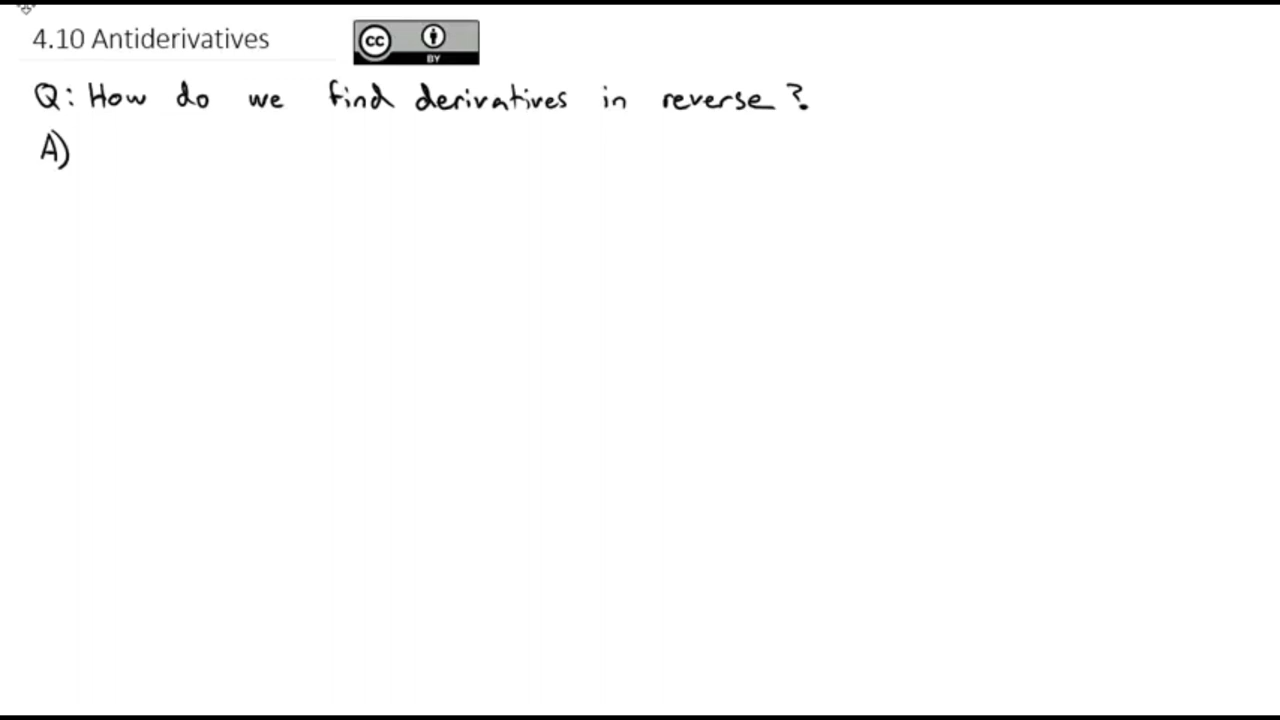 4.10 Antiderivatives
cc BY
Q: How do we find derivatives in reverse?
A)